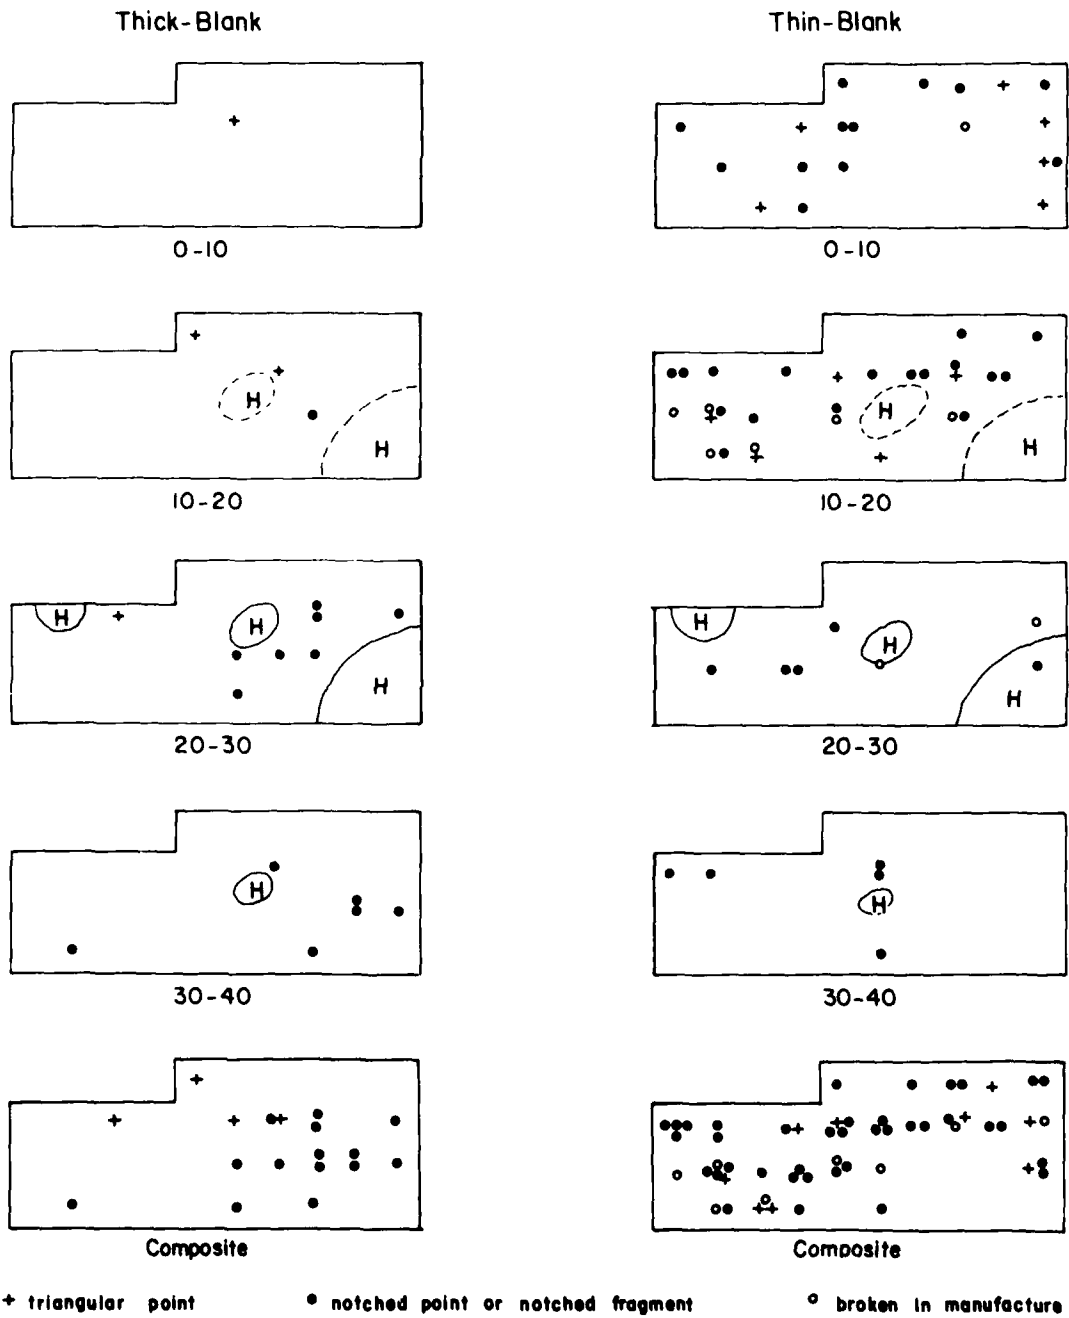 Thick-Blank
Thin-Blank
0-10
0-10
H
H
H
H
10-20
10-20
H
H
H
H
H
H
20-30
20-30
H
H
30-40
30-40
Composite
Composite
+ triangular point
● notched point or notched fragment
○ broken in manufacture